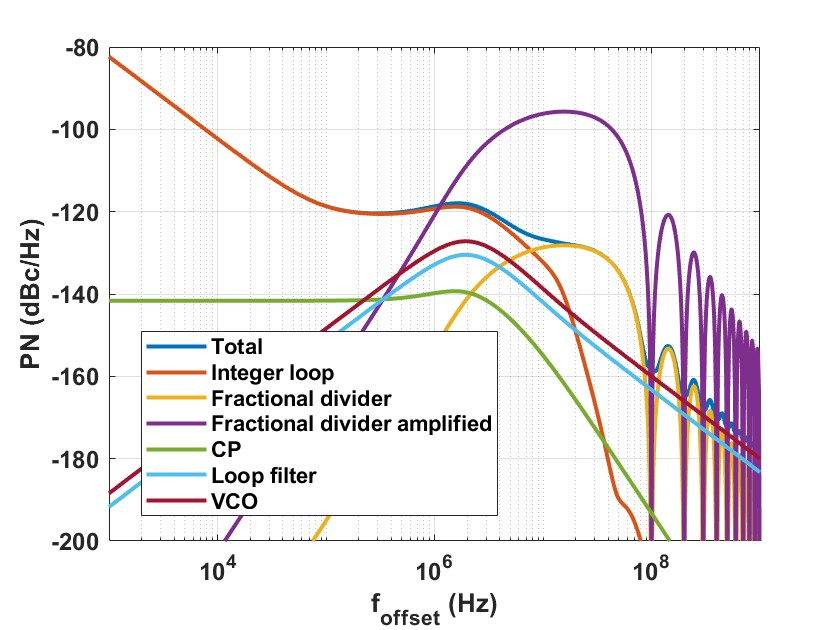 -80
-100
-120
-140
-160
-180
-200
PN (dBc/Hz)
Total
Integer loop
Fractional divider
Fractional divider amplified
CP
Loop filter
VCO
10^4 10^6 10^8
f_offset (Hz)